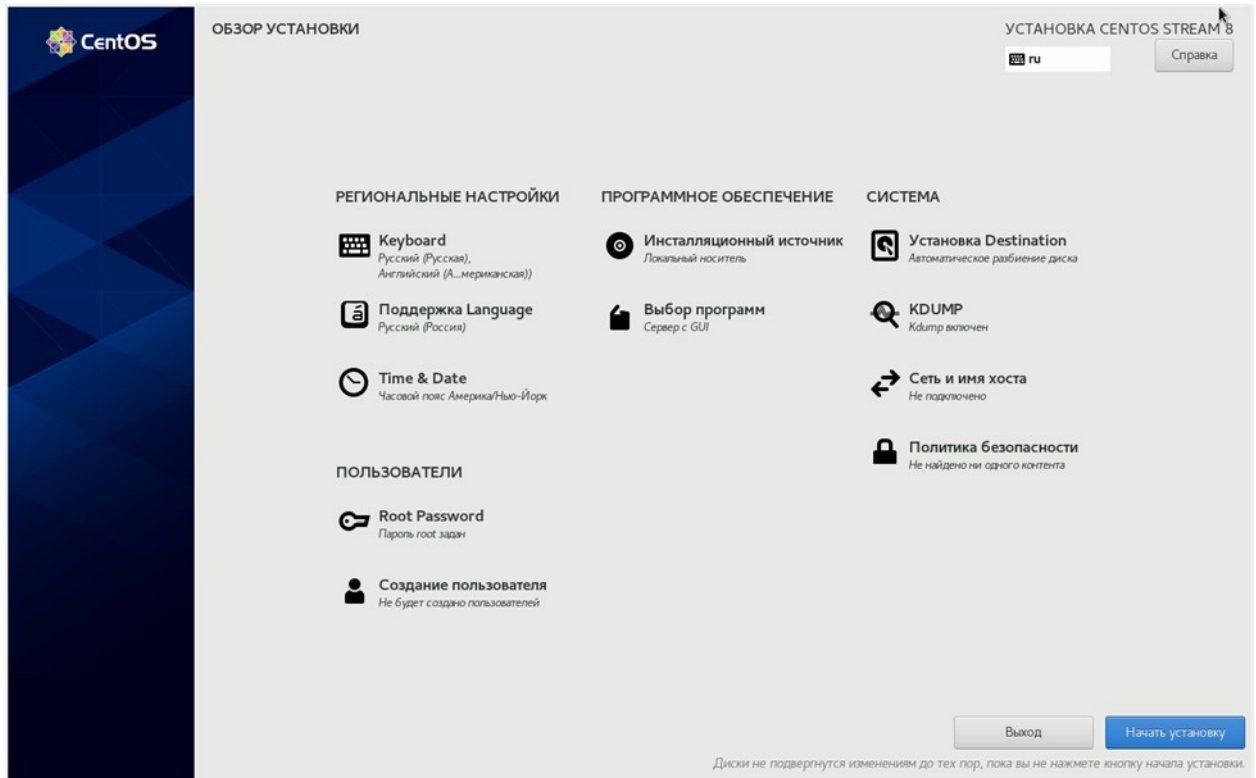 CentOS
ОБЗОР УСТАНОВКИ
УСТАНОВКА CENTOS STREAM 8
ru
Справка
РЕГИОНАЛЬНЫЕ НАСТРОЙКИ
Keyboard
Русский (Русская),
Английский (А...мериканская))
Поддержка Language
Русский (Россия)
Time & Date
Часовой пояс Америка/Нью-Йорк
ПОЛЬЗОВАТЕЛИ
Root Password
Пароль root задан
Создание пользователя
Не будет создано пользователей
ПРОГРАММНОЕ ОБЕСПЕЧЕНИЕ
Инсталляционный источник
Локальный носитель
Выбор программ
Сервер с GUI
СИСТЕМА
Установка Destination
Автоматическое разбиение диска
KDUMP
Kdump включен
Сеть и имя хоста
Не подключено
Политика безопасности
Не найдено ни одного контента
Выход
Начать установку
Диски не подвергнутся изменениям до тех пор, пока вы не нажмете кнопку начала установки.